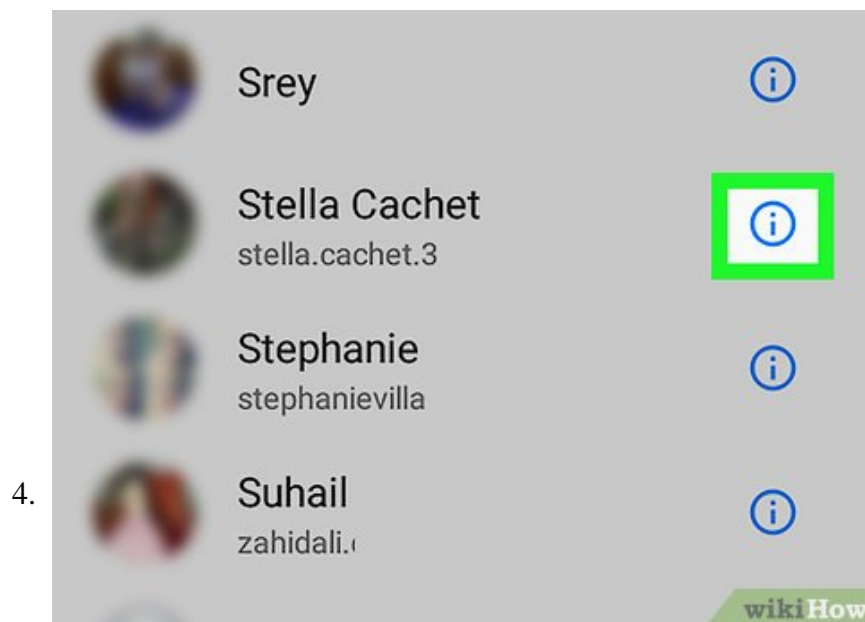 Srey
Stella Cachet
stella.cachet.3
Stephanie
stephanievilla
4.
Suhail
zahidali.
wikiHow